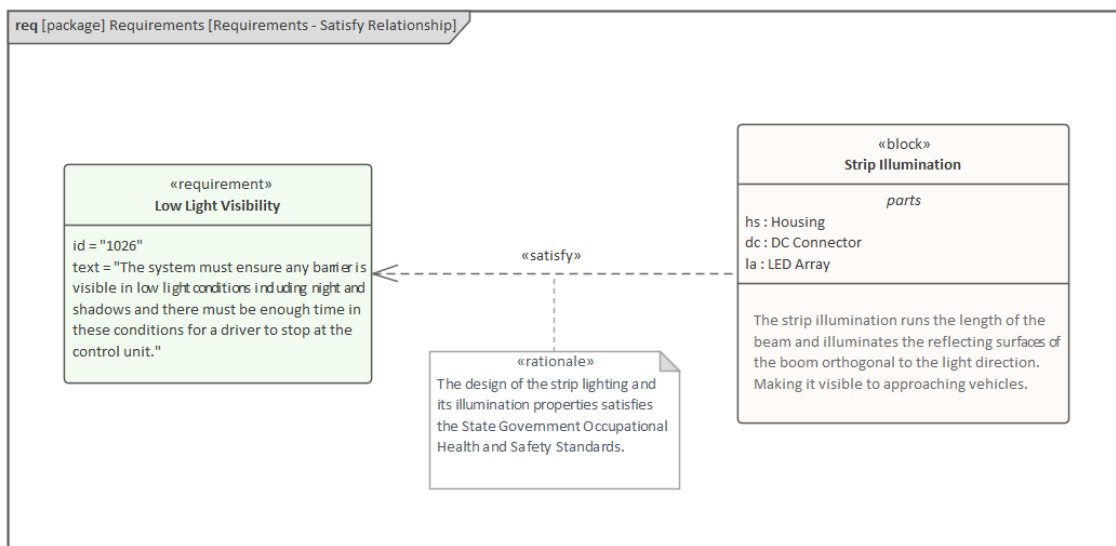 req [package] Requirements [Requirements - Satisfy Relationship]
«requirement»
Low Light Visibility
id = "1026"
text = "The system must ensure any barrier is
visible in low light conditions including night and
shadows and there must be enough time in
these conditions for a driver to stop at the
control unit."
«satisfy»
«rationale»
The design of the strip lighting and
its illumination properties satisfies
the State Government Occupational
Health and Safety Standards.
«block»
Strip Illumination
parts
hs : Housing
dc : DC Connector
la : LED Array
The strip illumination runs the length of the
beam and illuminates the reflecting surfaces of
the boom orthogonal to the light direction.
Making it visible to approaching vehicles.